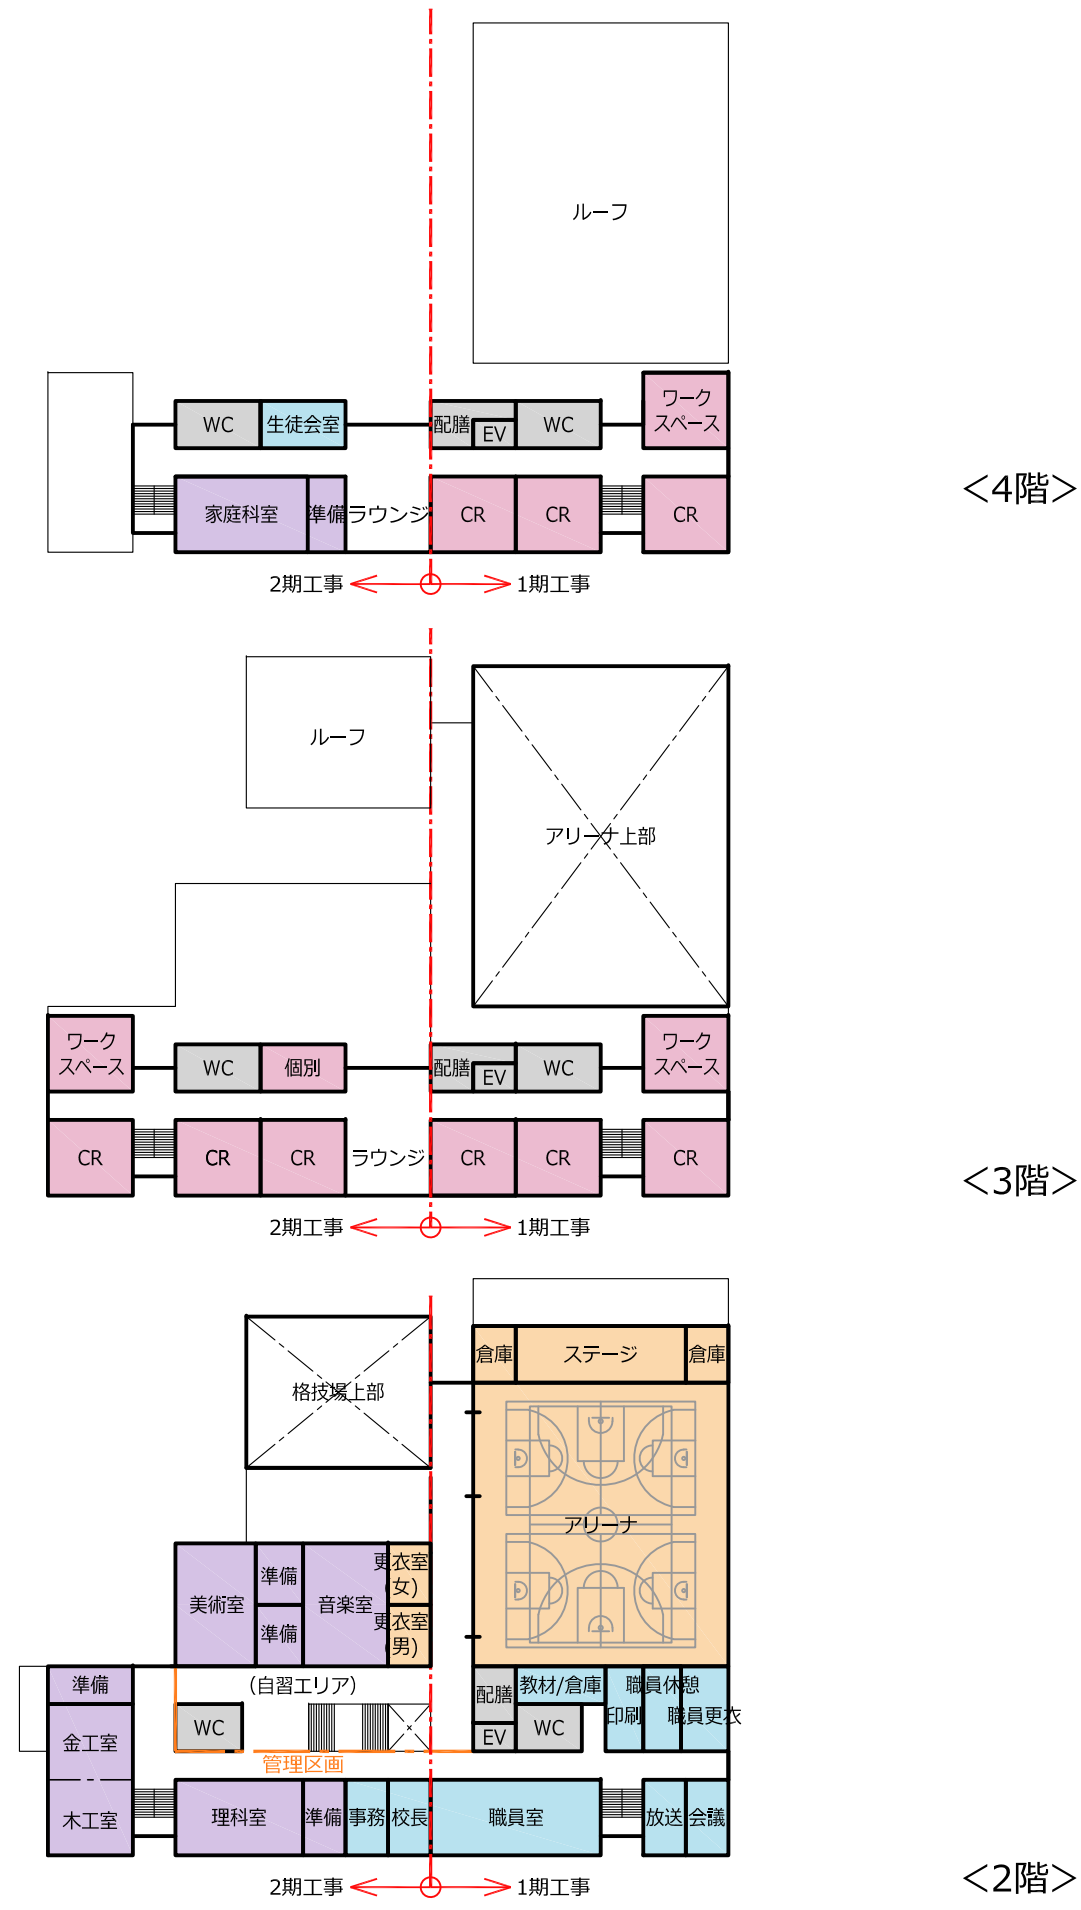 ルーフ
ワーク
スペース
WC
生徒会室
配膳
EV
WC
<4階>
家庭科室
準備
ラウンジ
CR
CR
CR
2期工事
1期工事
ルーフ
アリーナ上部
ワーク
スペース
WC
個別
配膳
EV
WC
ワーク
スペース
CR
CR
CR
ラウンジ
CR
CR
CR
<3階>
2期工事
1期工事
倉庫
ステージ
倉庫
格技場上部
アリーナ
美術室
準備
準備
音楽室
更衣室
(女)
更衣室
(男)
準備
(自習エリア)
配膳
教材/倉庫
職員休憩
印刷
職員更衣
金工室
WC
EV
WC
管理区画
木工室
理科室
準備
事務
校長
職員室
放送
会議
<2階>
2期工事
1期工事